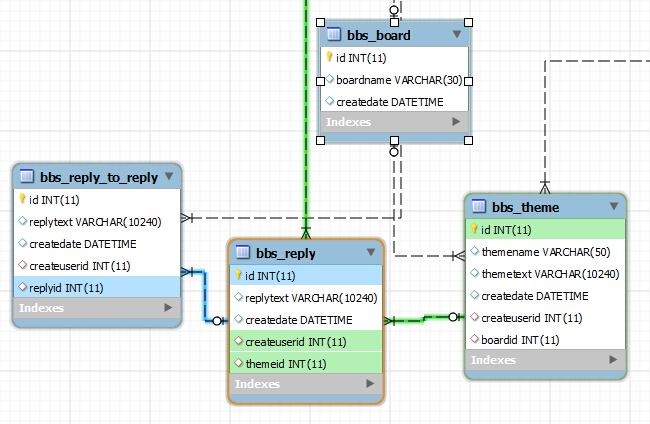 bbs_board
id INT(11)
boardname VARCHAR(30)
createdate DATETIME
Indexes
bbs_reply_to_reply
id INT(11)
replytext VARCHAR(10240)
createdate DATETIME
createuserid INT(11)
replyid INT(11)
Indexes
bbs_reply
id INT(11)
replytext VARCHAR(10240)
createdate DATETIME
createuserid INT(11)
themeid INT(11)
Indexes
bbs_theme
id INT(11)
themename VARCHAR(50)
themetext VARCHAR(10240)
createdate DATETIME
createuserid INT(11)
boardid INT(11)
Indexes